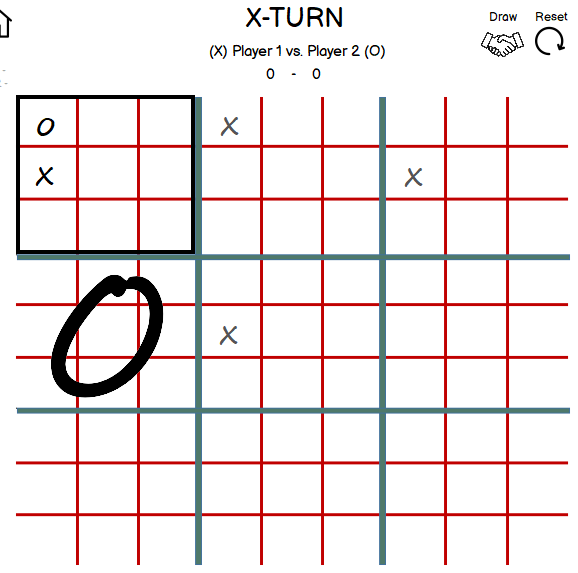 X-TURN
Draw
Reset
(X) Player 1 vs. Player 2 (O)
0 - 0
O
X
X
X
O
X